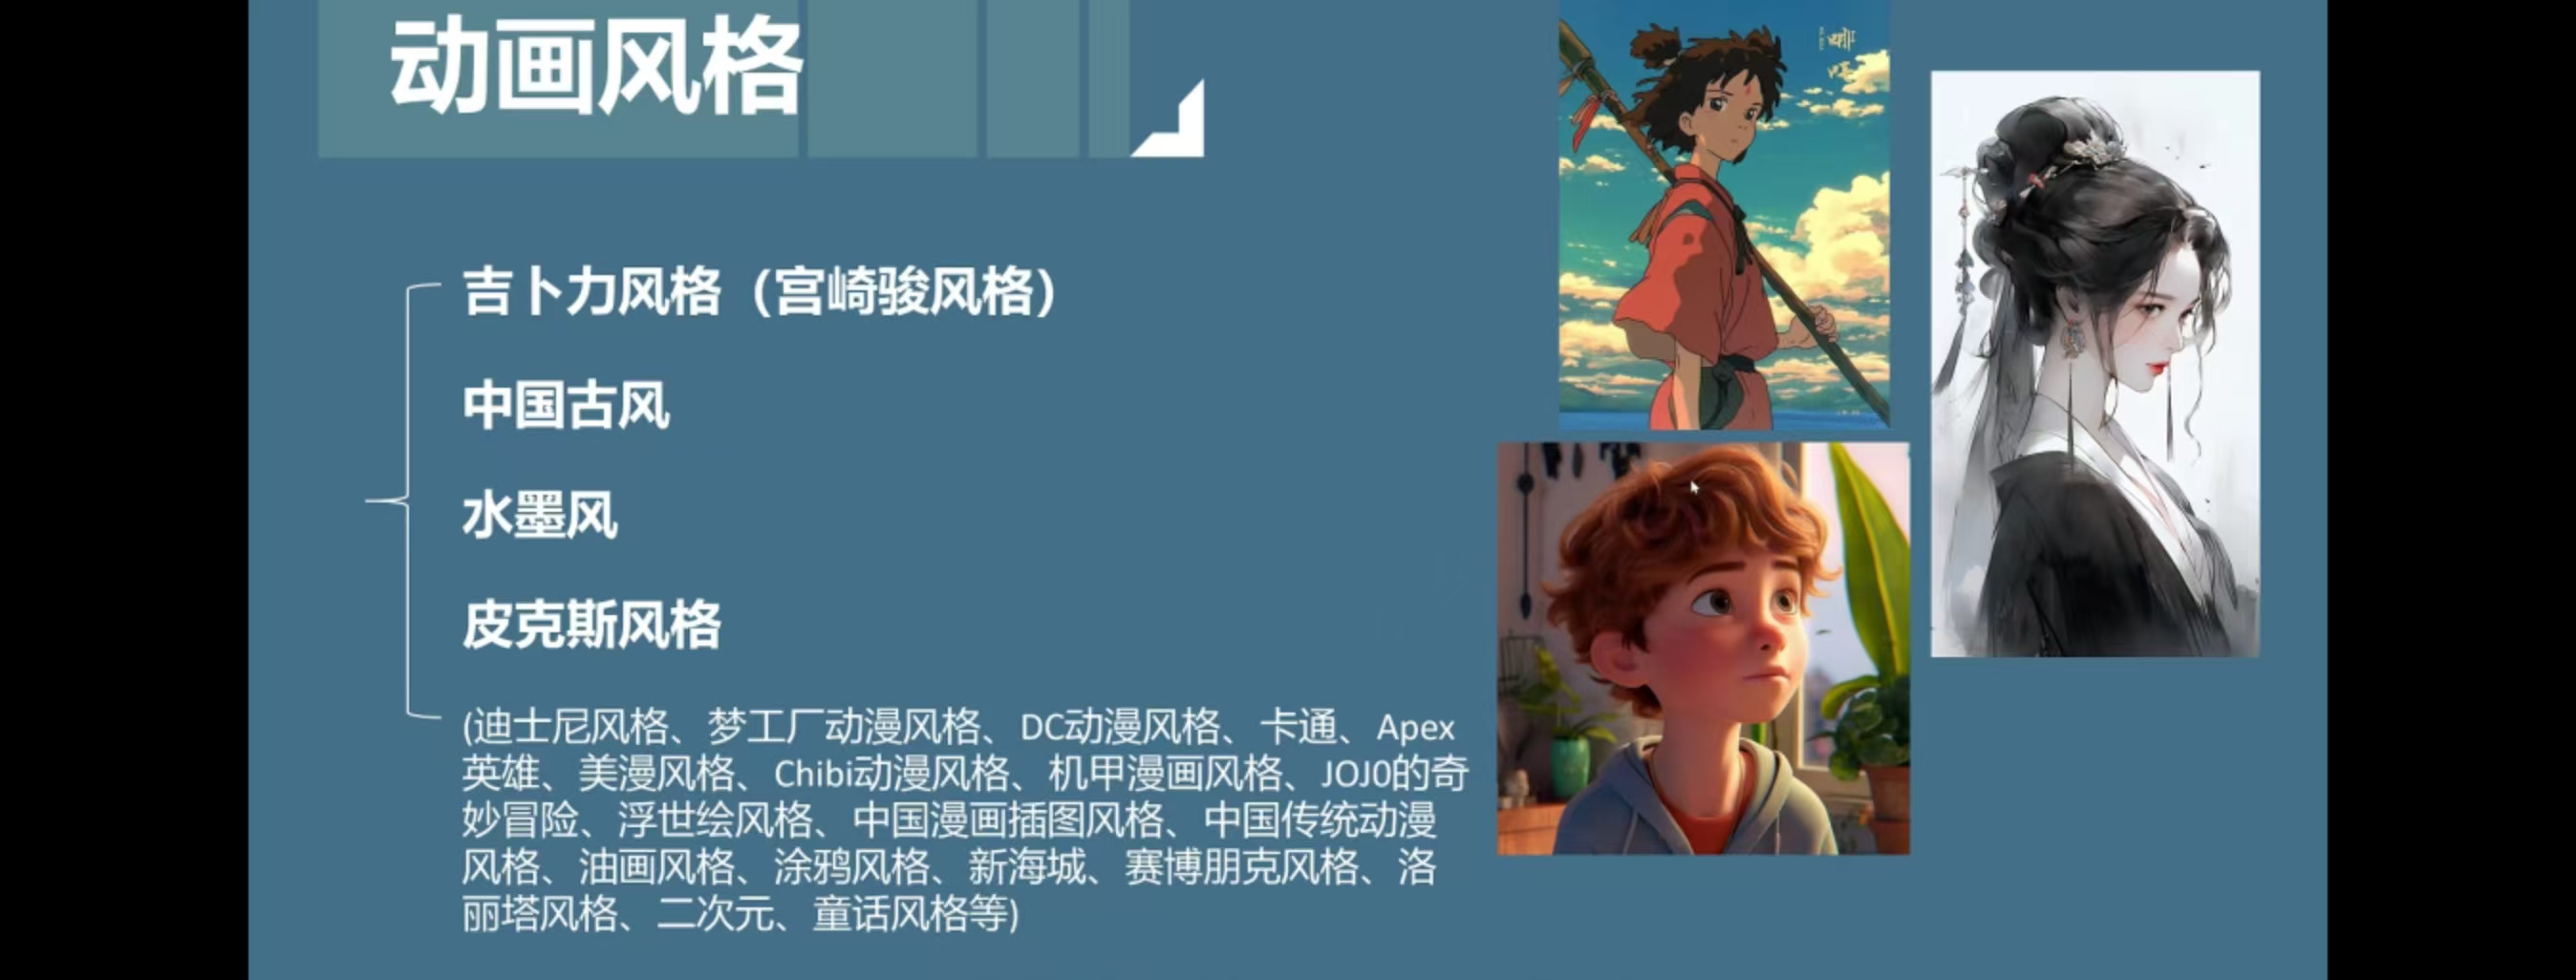 动画风格
吉卜力风格（宫崎骏风格）
中国古风
水墨风
皮克斯风格
(迪士尼风格、梦工厂动漫风格、DC动漫风格、卡通、Apex
英雄、美漫风格、Chibi动漫风格、机甲漫画风格、JOJO的奇
妙冒险、浮世绘风格、中国漫画插图风格、中国传统动漫
风格、油画风格、涂鸦风格、新海城、赛博朋克风格、洛
丽塔风格、二次元、童话风格等)